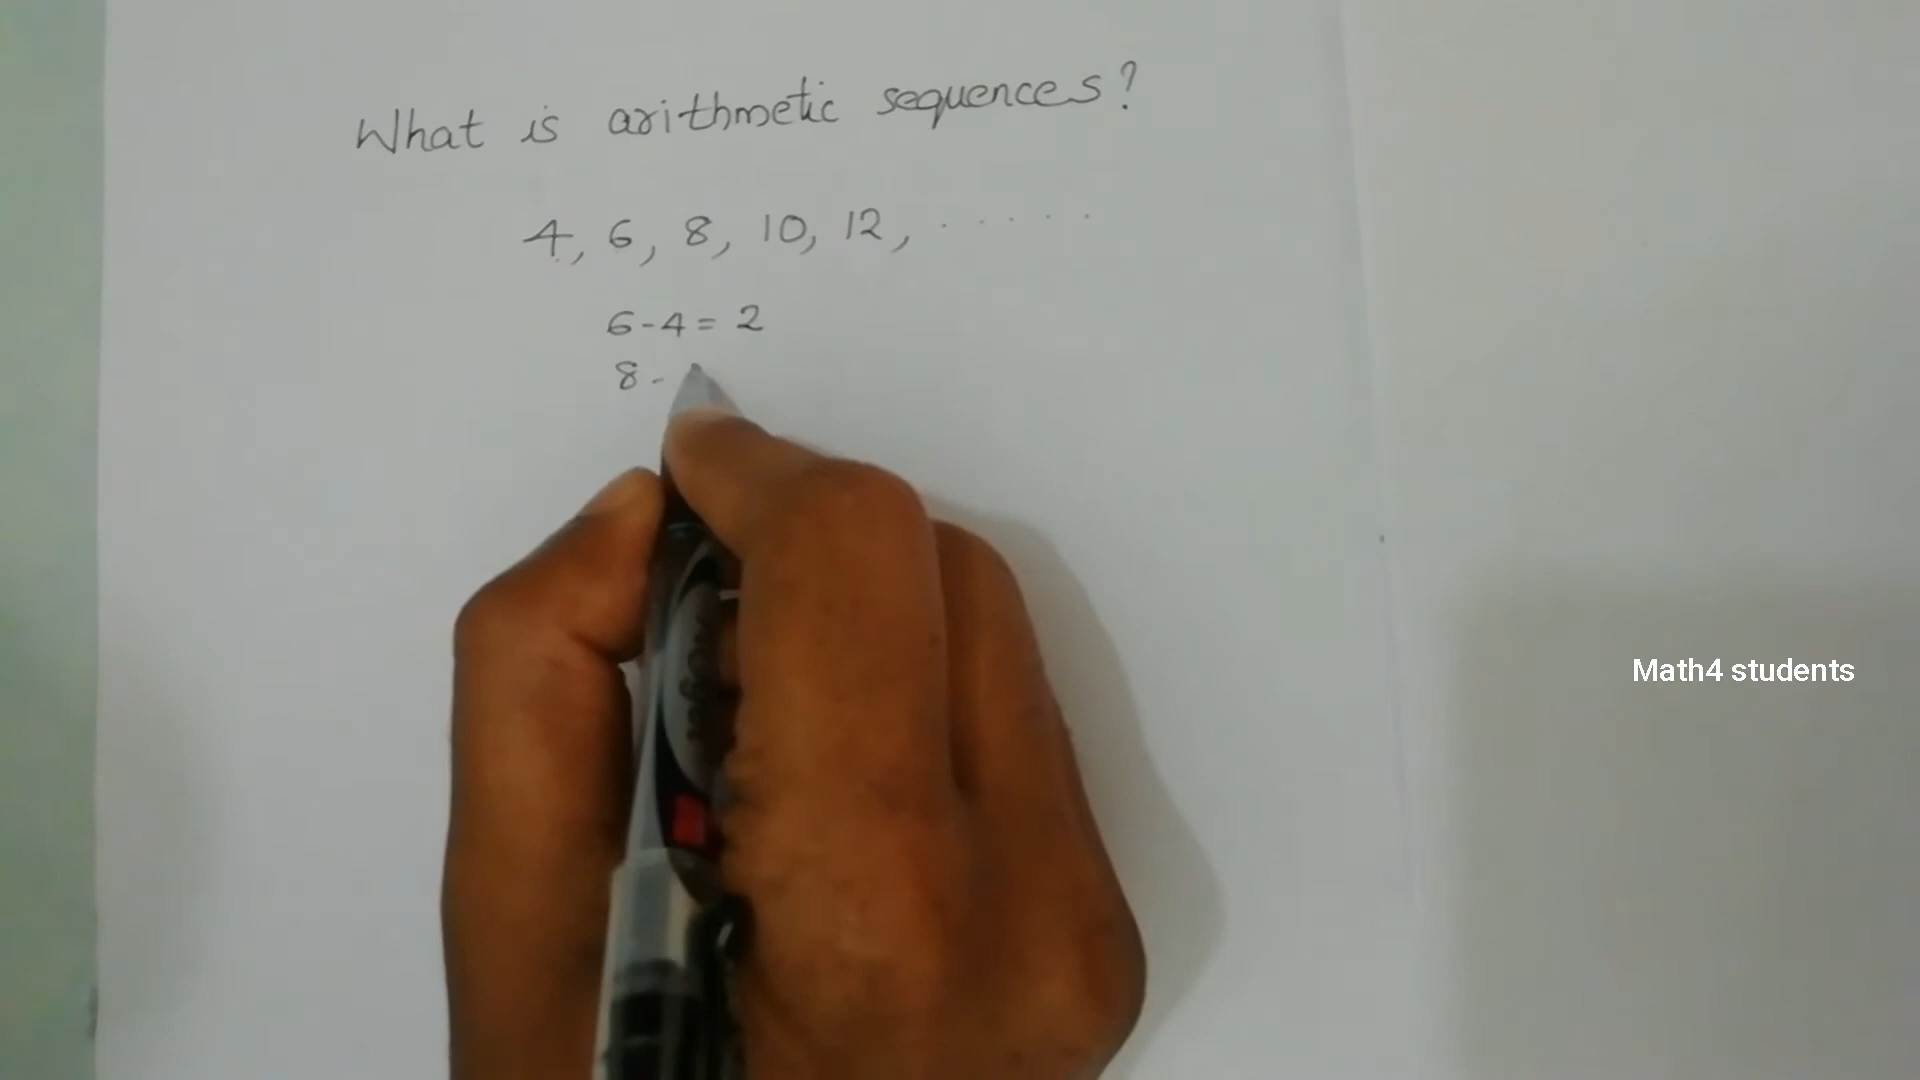 What is arithmetic sequences?
4, 6, 8, 10, 12, . . . . .
6-4= 2
8 -
Math4 students